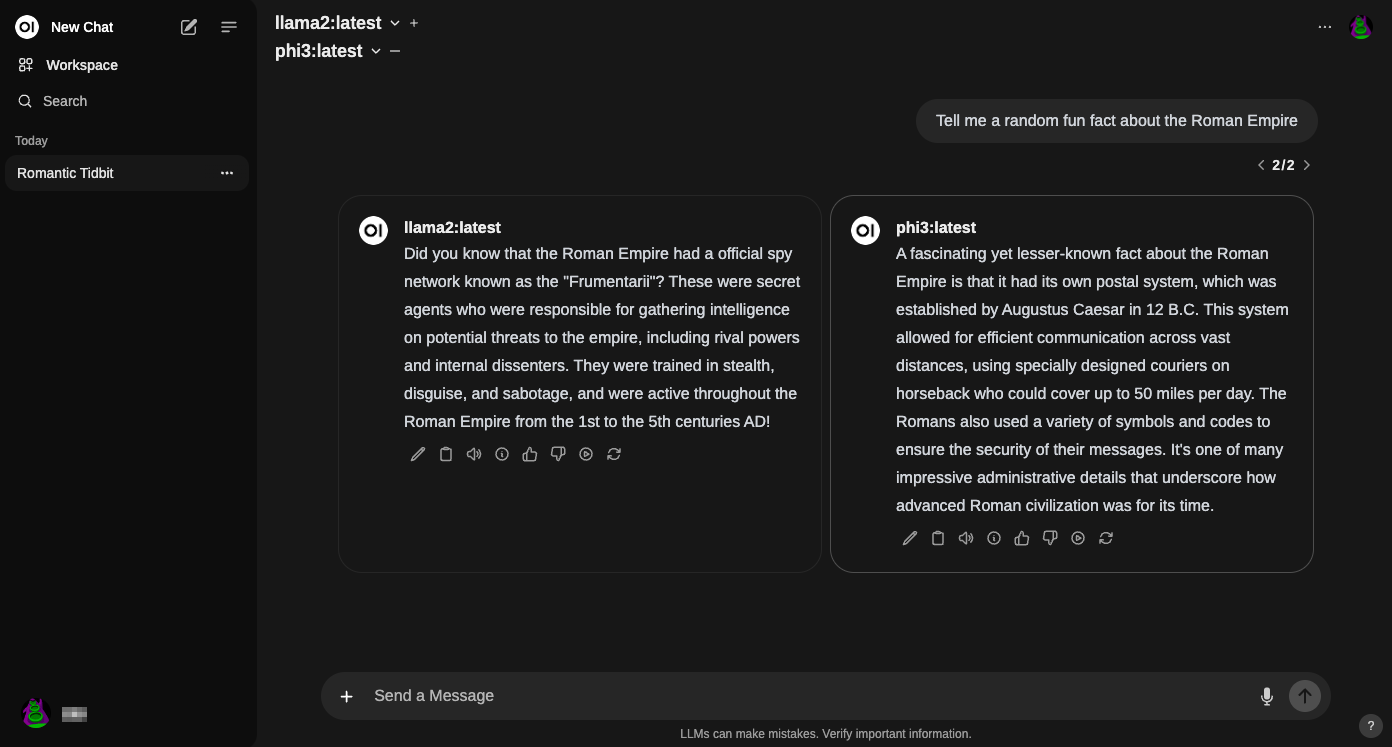 OI New Chat
Workspace
Search
Today
Romantic Tidbit
llama2:latest
phi3:latest
Tell me a random fun fact about the Roman Empire
2/2
OI llama2:latest
Did you know that the Roman Empire had a official spy
network known as the "Frumentarii"? These were secret
agents who were responsible for gathering intelligence
on potential threats to the empire, including rival powers
and internal dissenters. They were trained in stealth,
disguise, and sabotage, and were active throughout the
Roman Empire from the 1st to the 5th centuries AD!
OI phi3:latest
A fascinating yet lesser-known fact about the Roman
Empire is that it had its own postal system, which was
established by Augustus Caesar in 12 B.C. This system
allowed for efficient communication across vast
distances, using specially designed couriers on
horseback who could cover up to 50 miles per day. The
Romans also used a variety of symbols and codes to
ensure the security of their messages. It's one of many
impressive administrative details that underscore how
advanced Roman civilization was for its time.
Send a Message
LLMs can make mistakes. Verify important information.
?